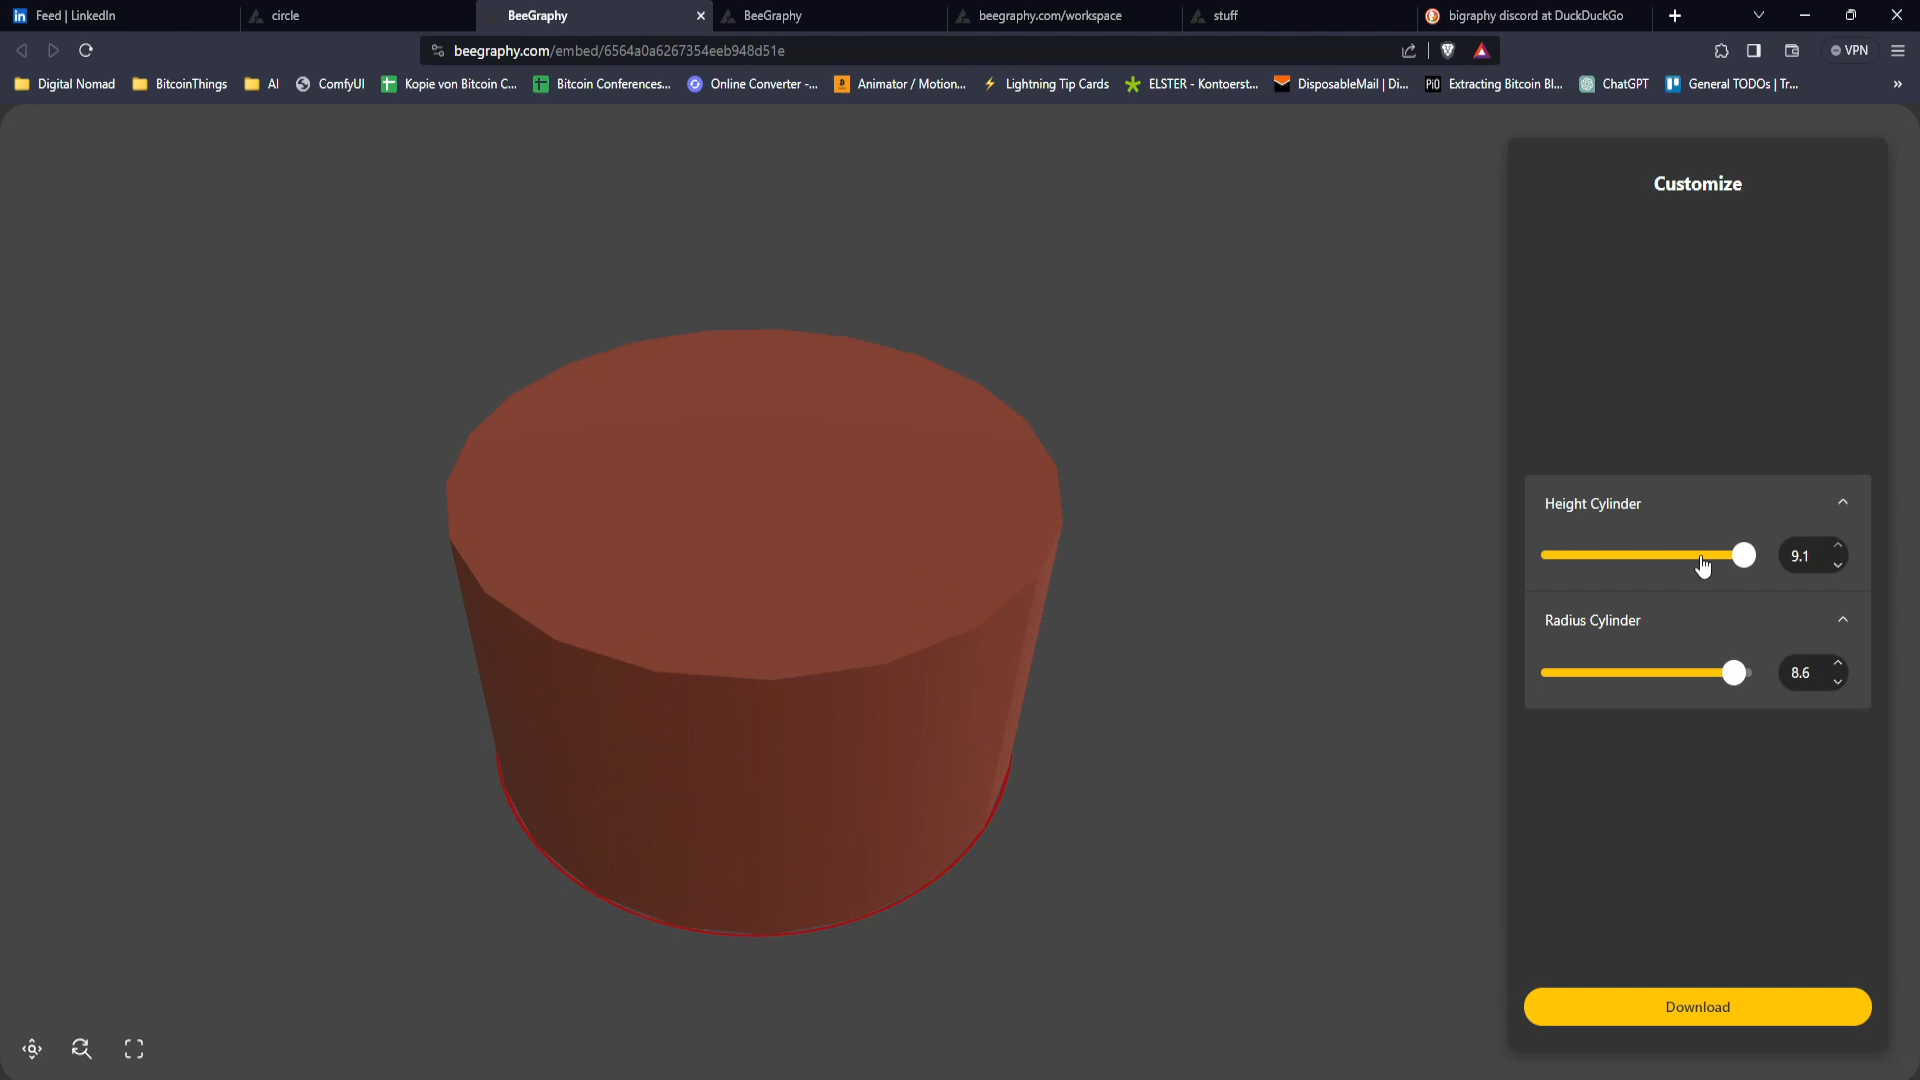 Feed | LinkedIn
circle
BeeGraphy
BeeGraphy
beegraphy.com/workspace
stuff
bigraphy discord at DuckDuckGo
beegraphy.com/embed/6564a0a6267354eeb948d51e
VPN
Digital Nomad
BitcoinThings
AI
ComfyUI
Kopie von Bitcoin C...
Bitcoin Conferences...
Online Converter -...
Animator / Motion...
Lightning Tip Cards
ELSTER - Kontoerst...
DisposableMail | Di...
Extracting Bitcoin Bl...
ChatGPT
General TODOs | Tr...
Customize
Height Cylinder
9.1
Radius Cylinder
8.6
Download